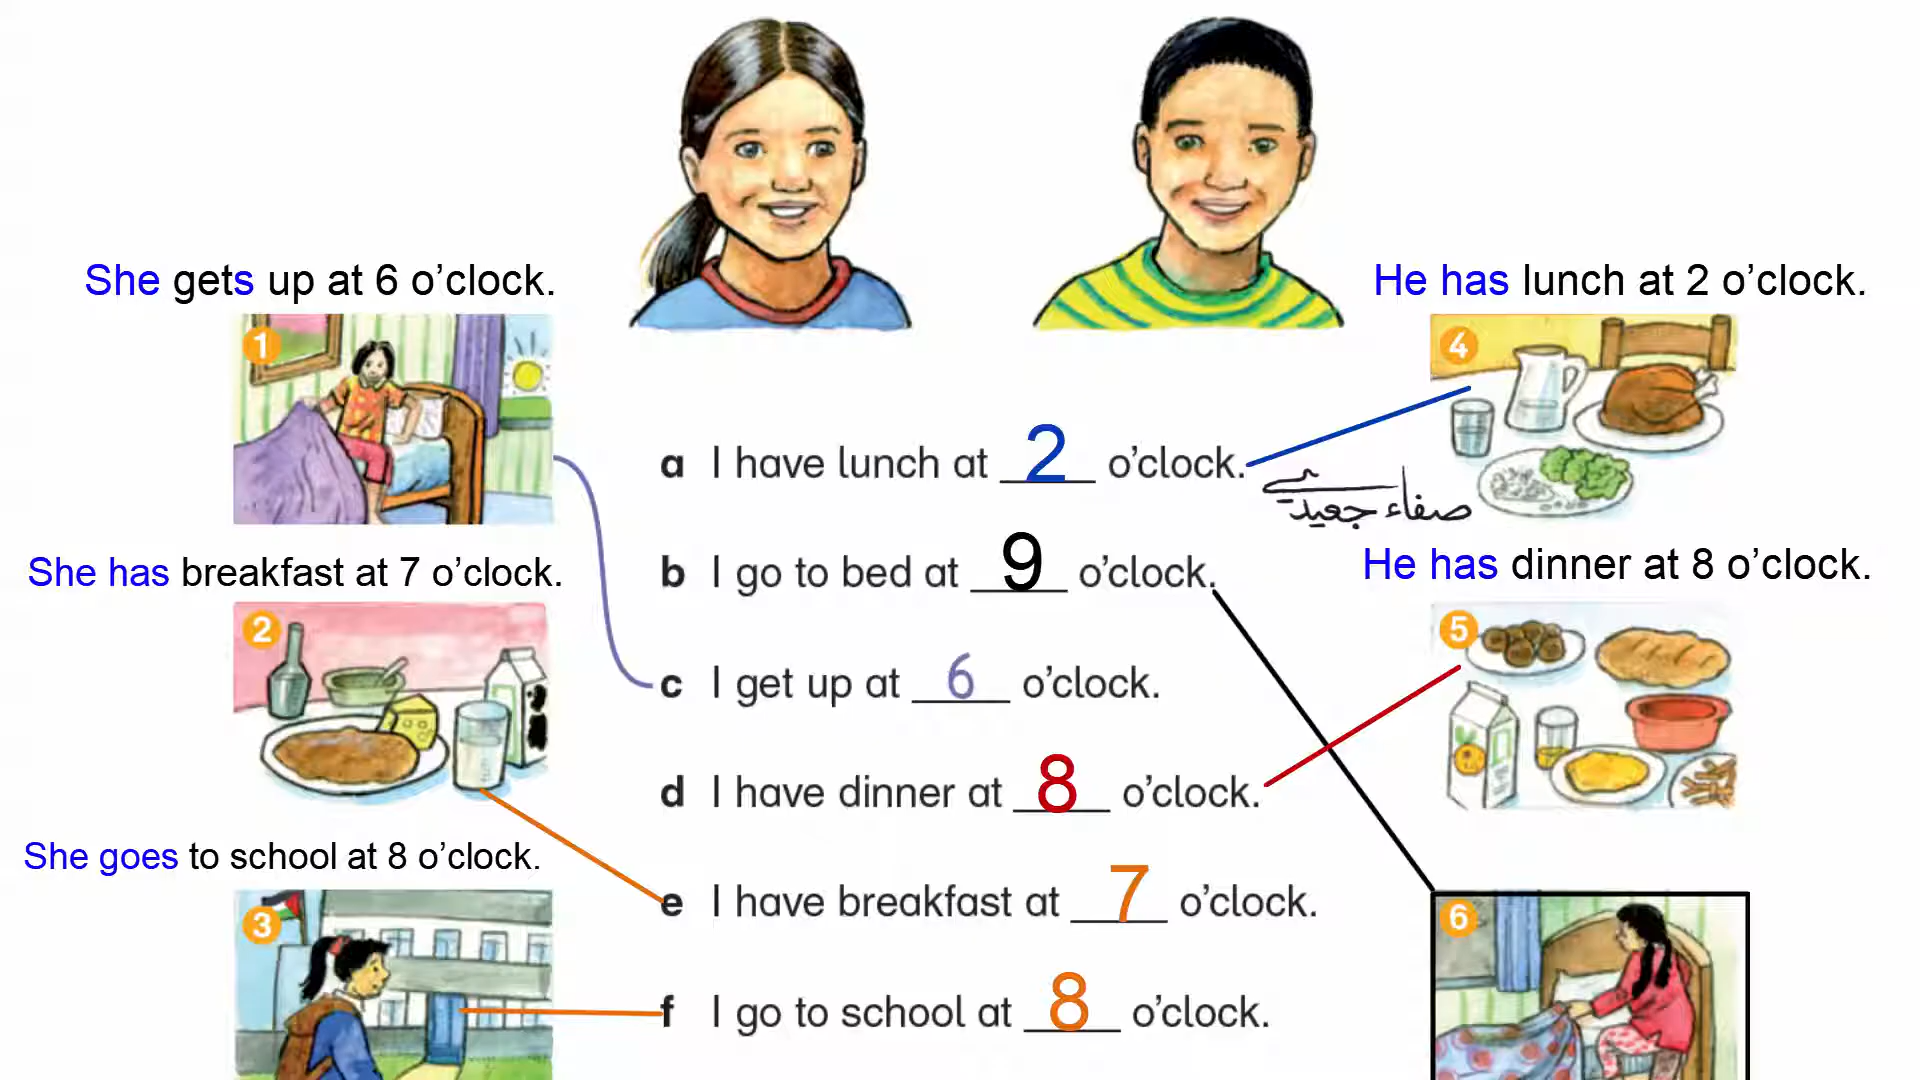 She gets up at 6 o’clock.
1
She has breakfast at 7 o’clock.
2
She goes to school at 8 o’clock.
3
a I have lunch at 2 o’clock.
b I go to bed at 9 o’clock.
c I get up at 6 o’clock.
d I have dinner at 8 o’clock.
e I have breakfast at 7 o’clock.
f I go to school at 8 o’clock.
صفاء جعيدي
He has lunch at 2 o’clock.
4
He has dinner at 8 o’clock.
5
6